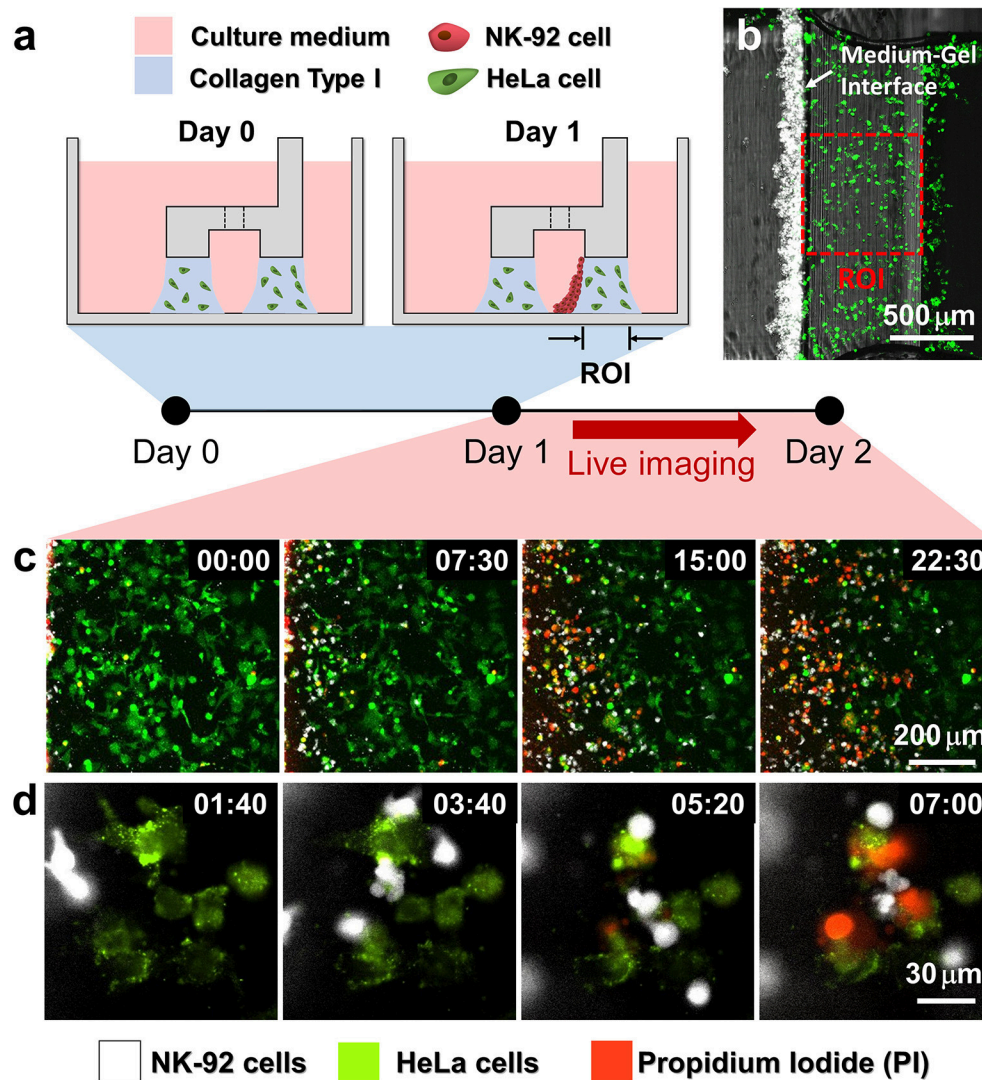 a
Culture medium
NK-92 cell
Collagen Type I
HeLa cell
Day 0
Day 1
ROI
b
Medium-Gel
Interface
ROI
500 μm
Day 0
Day 1
Day 2
Live imaging
c
00:00
07:30
15:00
22:30
200 μm
d
01:40
03:40
05:20
07:00
30 μm
NK-92 cells
HeLa cells
Propidium Iodide (PI)